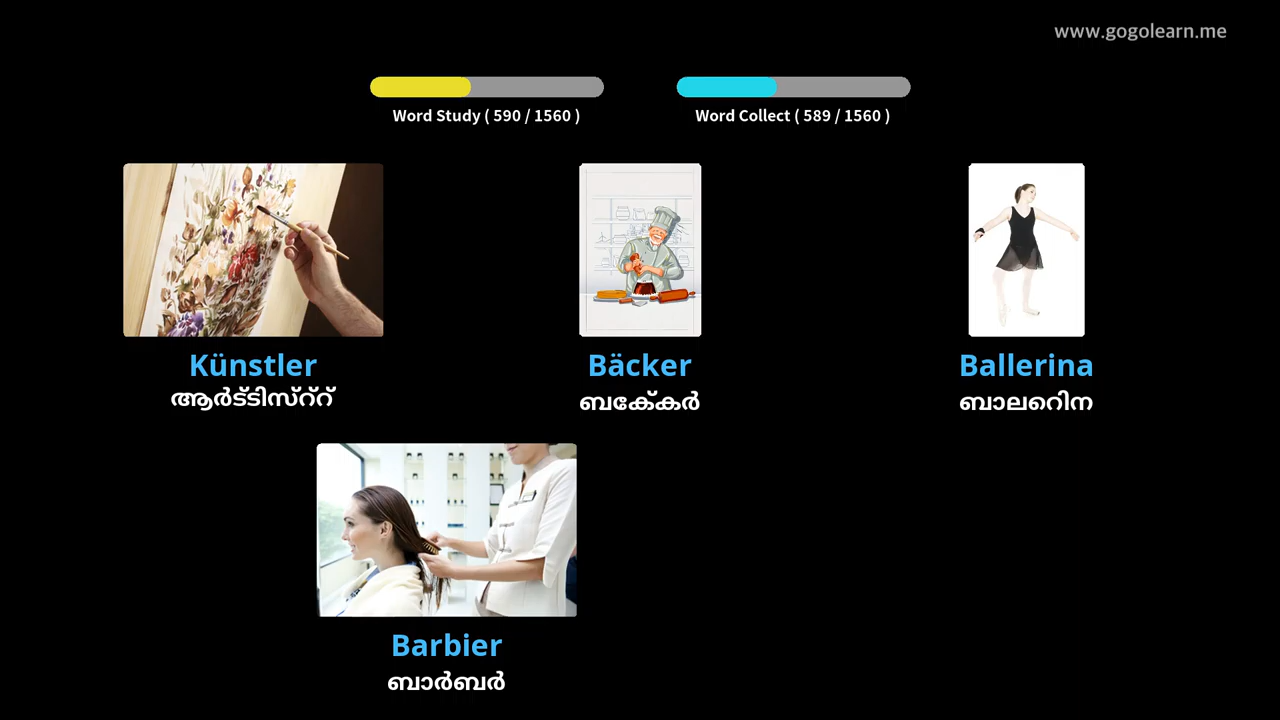 www.gogolearn.me
Word Study ( 590 / 1560 )
Word Collect ( 589 / 1560 )
Künstler
ആർട്ടിസ്റ്റ്
Bäcker
ബക്കേർ
Ballerina
ബാലറിെന
Barbier
ബാർബർ